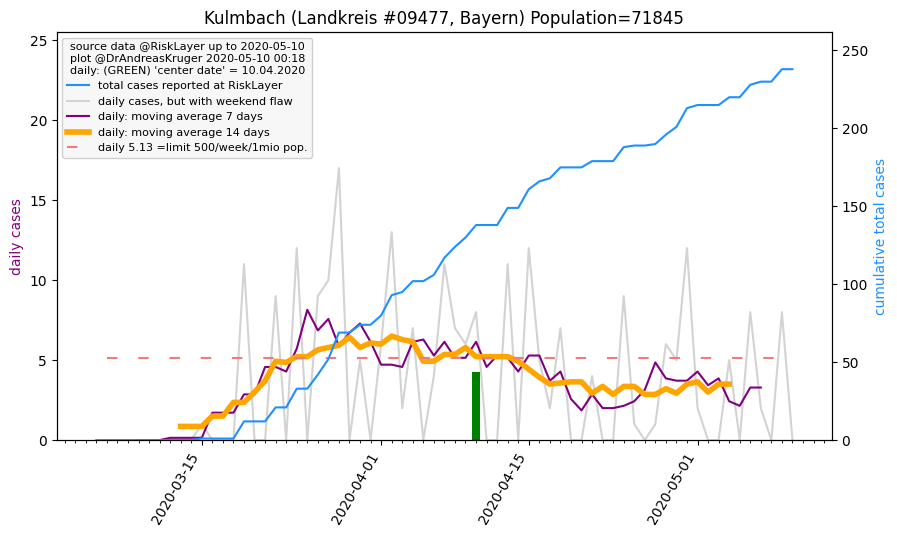 Kulmbach (Landkreis #09477, Bayern) Population=71845
source data @RiskLayer up to 2020-05-10
plot @DrAndreasKruger 2020-05-10 00:18
daily: (GREEN) 'center date' = 10.04.2020
total cases reported at RiskLayer
daily cases, but with weekend flaw
daily: moving average 7 days
daily: moving average 14 days
daily 5.13 =limit 500/week/1mio pop.
daily cases
25
20
15
10
5
0
cumulative total cases
250
200
150
100
50
0
2020-03-15
2020-04-01
2020-04-15
2020-05-01